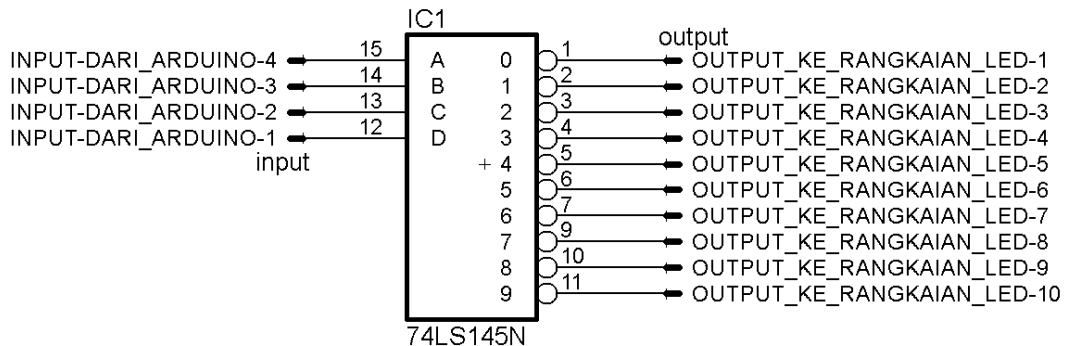 IC1
output
INPUT-DARI_ARDUINO-4 15 A 0 1 OUTPUT_KE_RANGKAIAN_LED-1
INPUT-DARI_ARDUINO-3 14 B 1 2 OUTPUT_KE_RANGKAIAN_LED-2
INPUT-DARI_ARDUINO-2 13 C 2 3 OUTPUT_KE_RANGKAIAN_LED-3
INPUT-DARI_ARDUINO-1 12 D 3 4 OUTPUT_KE_RANGKAIAN_LED-4
input + 4 5 OUTPUT_KE_RANGKAIAN_LED-5
5 6 OUTPUT_KE_RANGKAIAN_LED-6
6 7 OUTPUT_KE_RANGKAIAN_LED-7
7 9 OUTPUT_KE_RANGKAIAN_LED-8
8 10 OUTPUT_KE_RANGKAIAN_LED-9
9 11 OUTPUT_KE_RANGKAIAN_LED-10
74LS145N